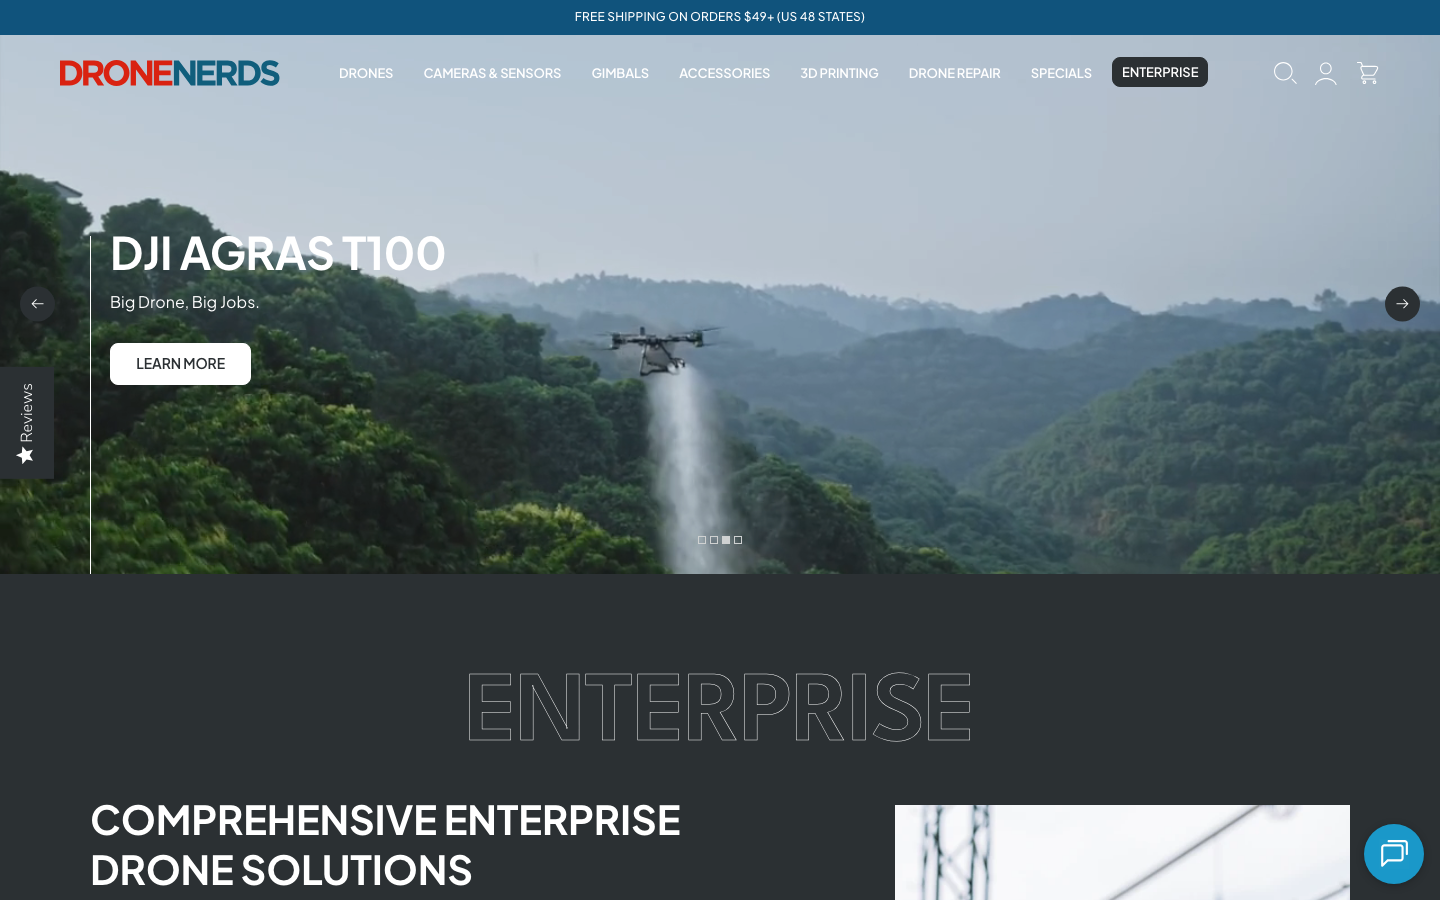 FREE SHIPPING ON ORDERS $49+ (US 48 STATES)
DRONENERDS
DRONES
CAMERAS & SENSORS
GIMBALS
ACCESSORIES
3D PRINTING
DRONE REPAIR
SPECIALS
ENTERPRISE
DJI AGRAS T100
Big Drone, Big Jobs.
LEARN MORE
Reviews
ENTERPRISE
COMPREHENSIVE ENTERPRISE
DRONE SOLUTIONS